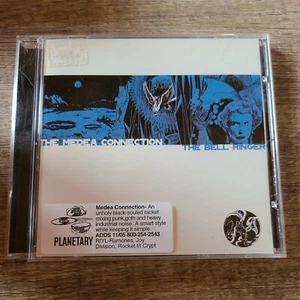 THE MEDEA CONNECTION
THE BELL RINGER
Medea Connection- An
unholy black-souled racket
mixing punk,goth and heavy
industrial noise. A smart style
while keeping it simple.
ADDS 11/05 800-254-2543
RIYL-Ramones, Joy
Division, Rocket f/t Crypt
PLANETARY